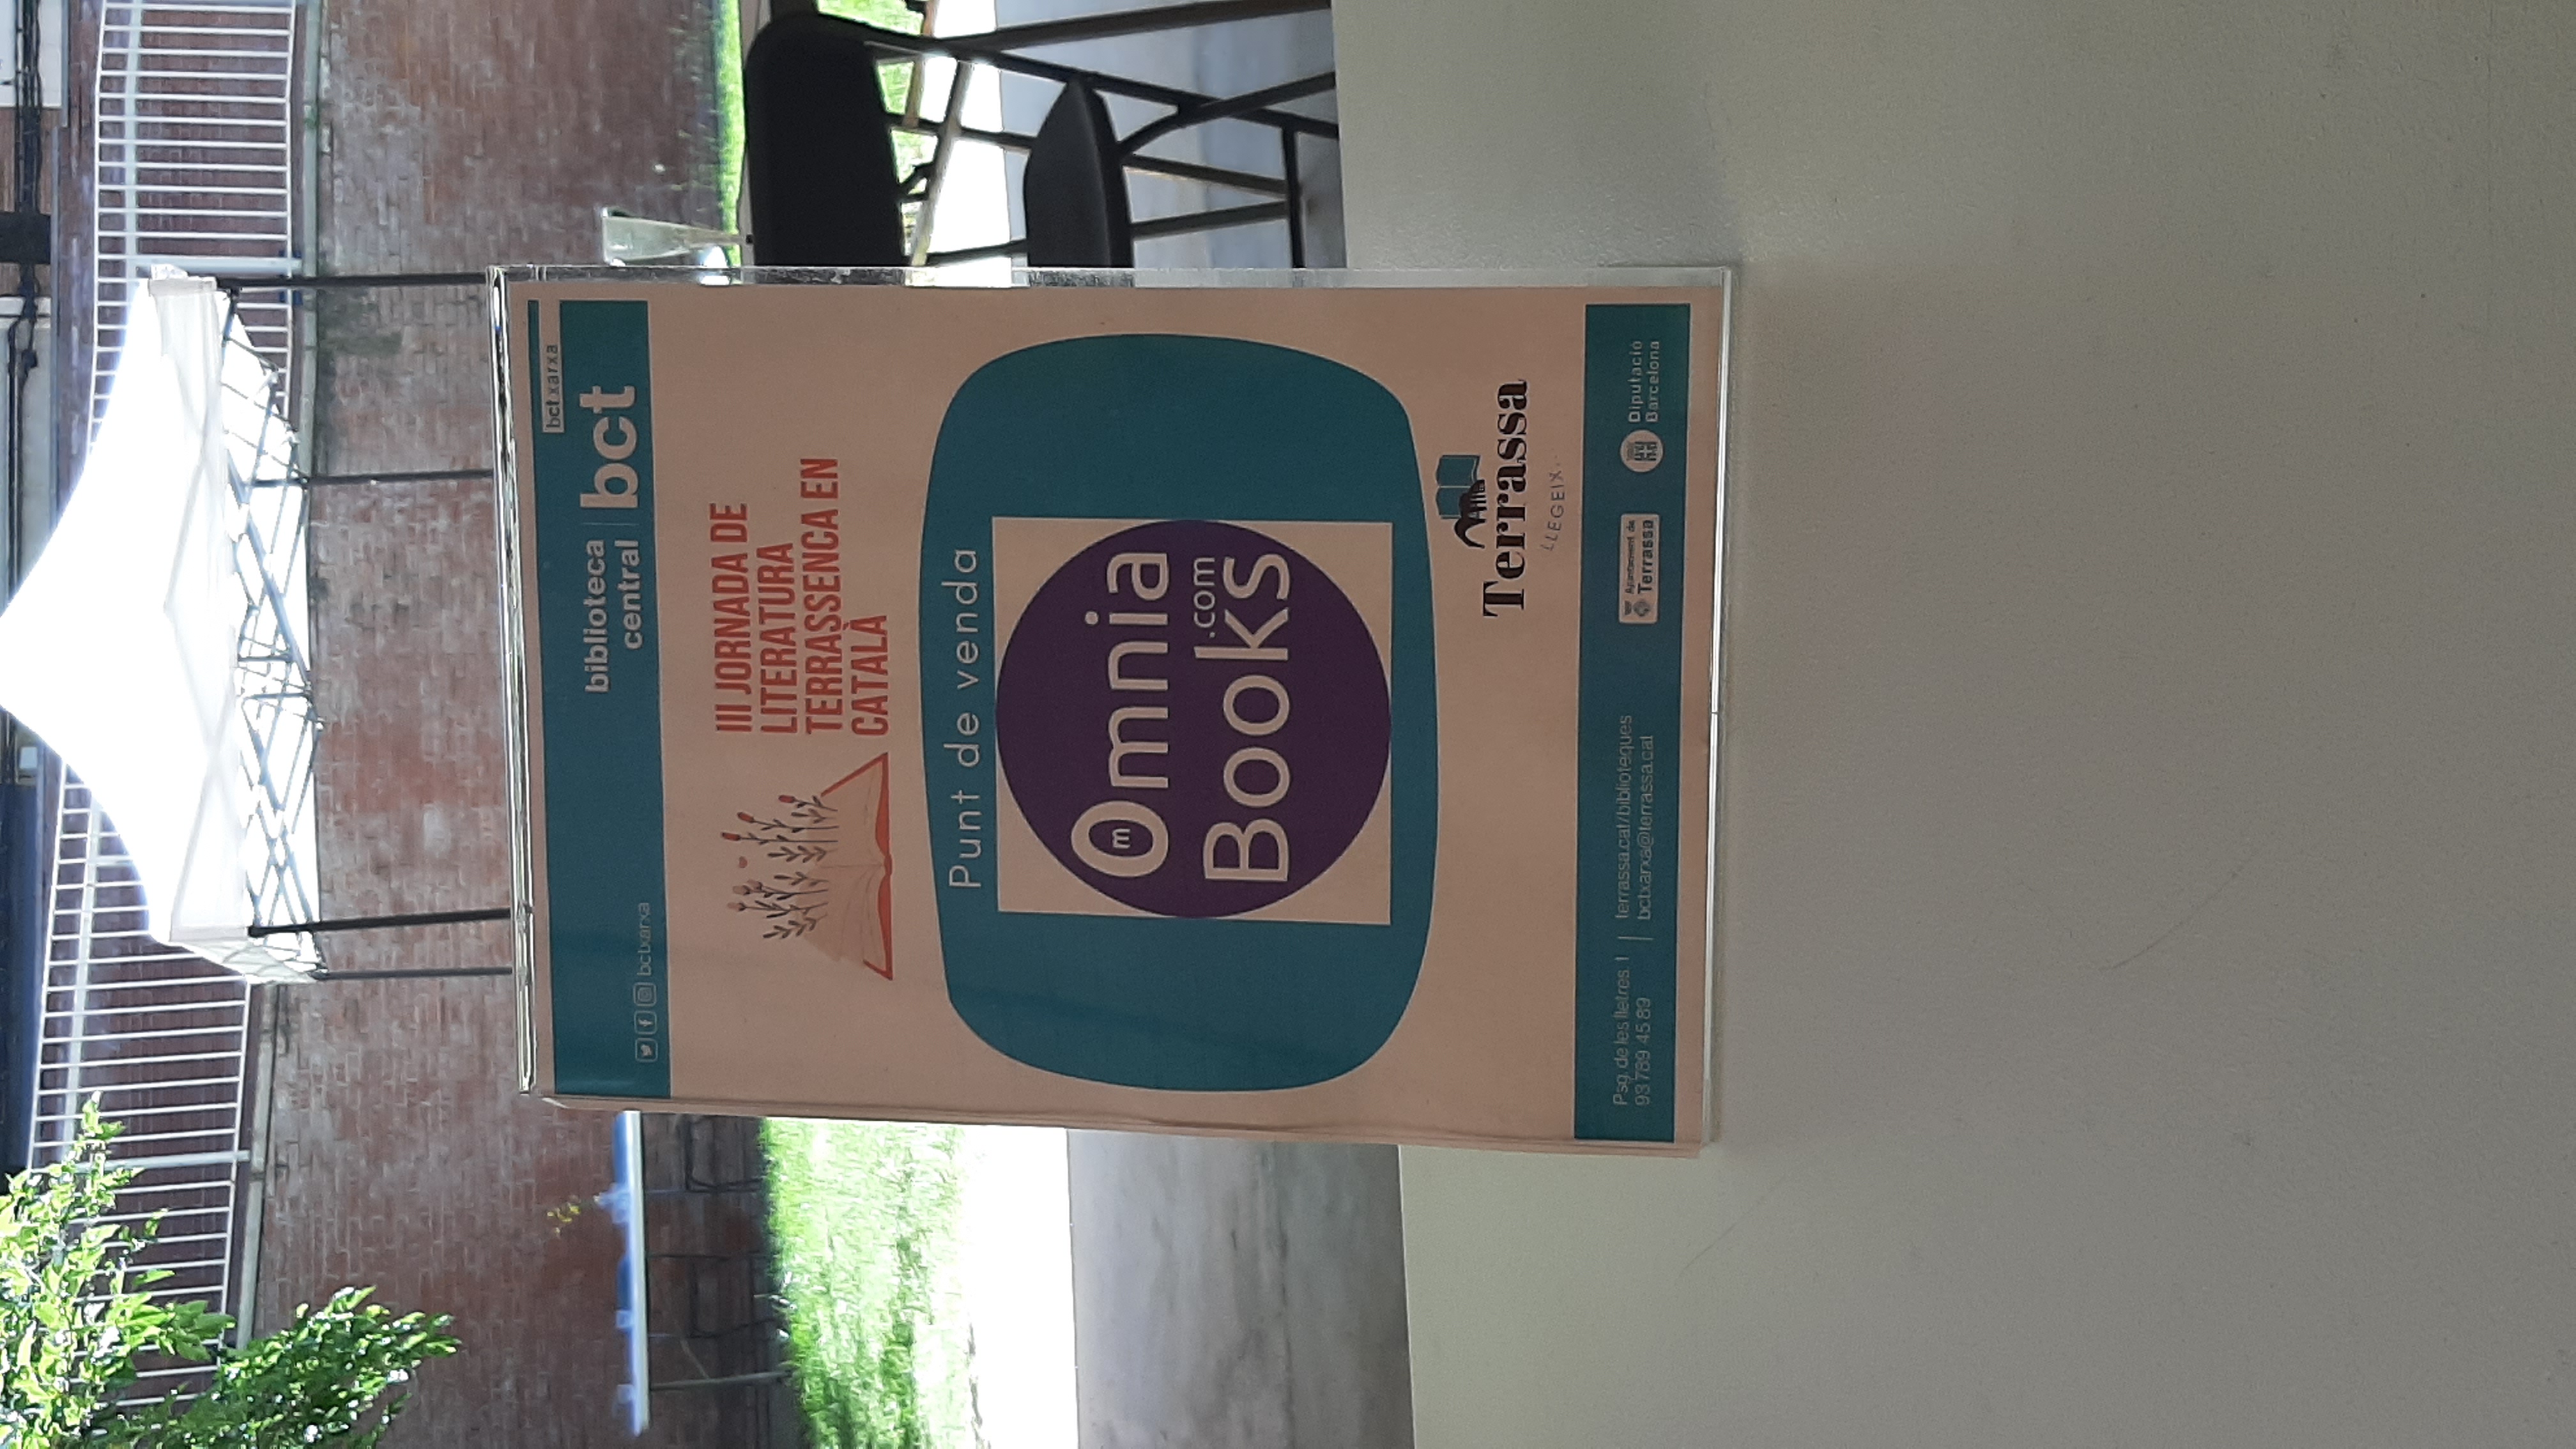 bctxarxa
biblioteca
central
bct
bctxarxa
III JORNADA DE
LITERATURA
TERRASSENCA EN
CATALÀ
Punt de venda
Omnia
m
.com
Books
Terrassa
LLEGEIX.
Psg. de les lletres, 1
93 789 45 89
terrassa.cat/biblioteques
bctxarxa@terrassa.cat
Ajuntament de
Terrassa
Diputació
Barcelona